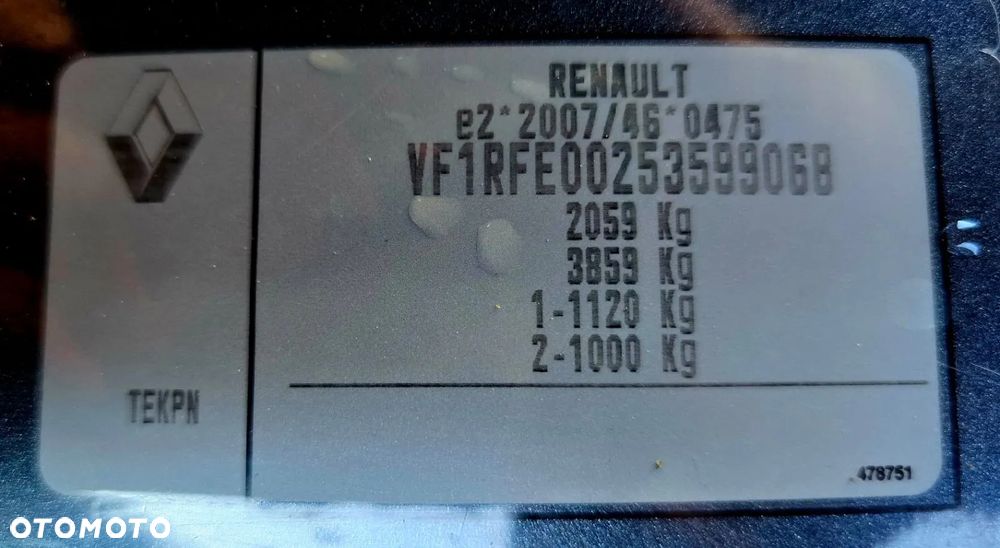 RENAULT
e2*2007/46*0475
VF1RFE00253599068
2059 Kg
3859 Kg
1-1120 Kg
2-1000 Kg
TEKPN
478751
OTOMOTO